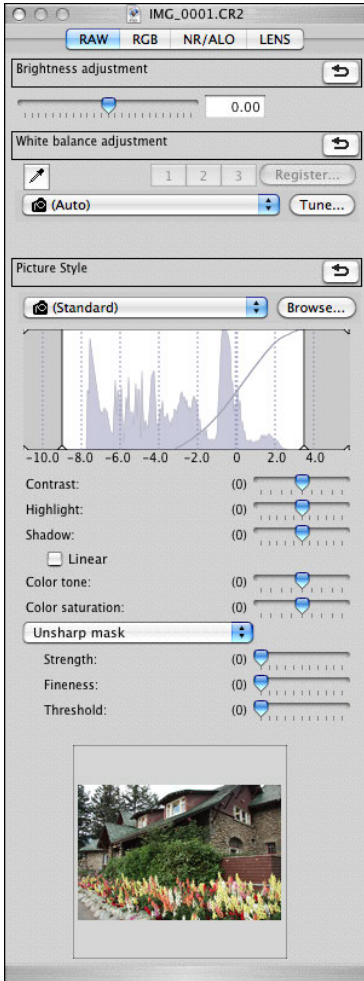 IMG_0001.CR2
RAW RGB NR/ALO LENS
Brightness adjustment
0.00
White balance adjustment
1 2 3 Register...
(Auto) Tune...
Picture Style
(Standard) Browse...
-10.0 -8.0 -6.0 -4.0 -2.0 0 2.0 4.0
Contrast: (0)
Highlight: (0)
Shadow: (0)
Linear
Color tone: (0)
Color saturation: (0)
Unsharp mask
Strength: (0)
Fineness: (0)
Threshold: (0)